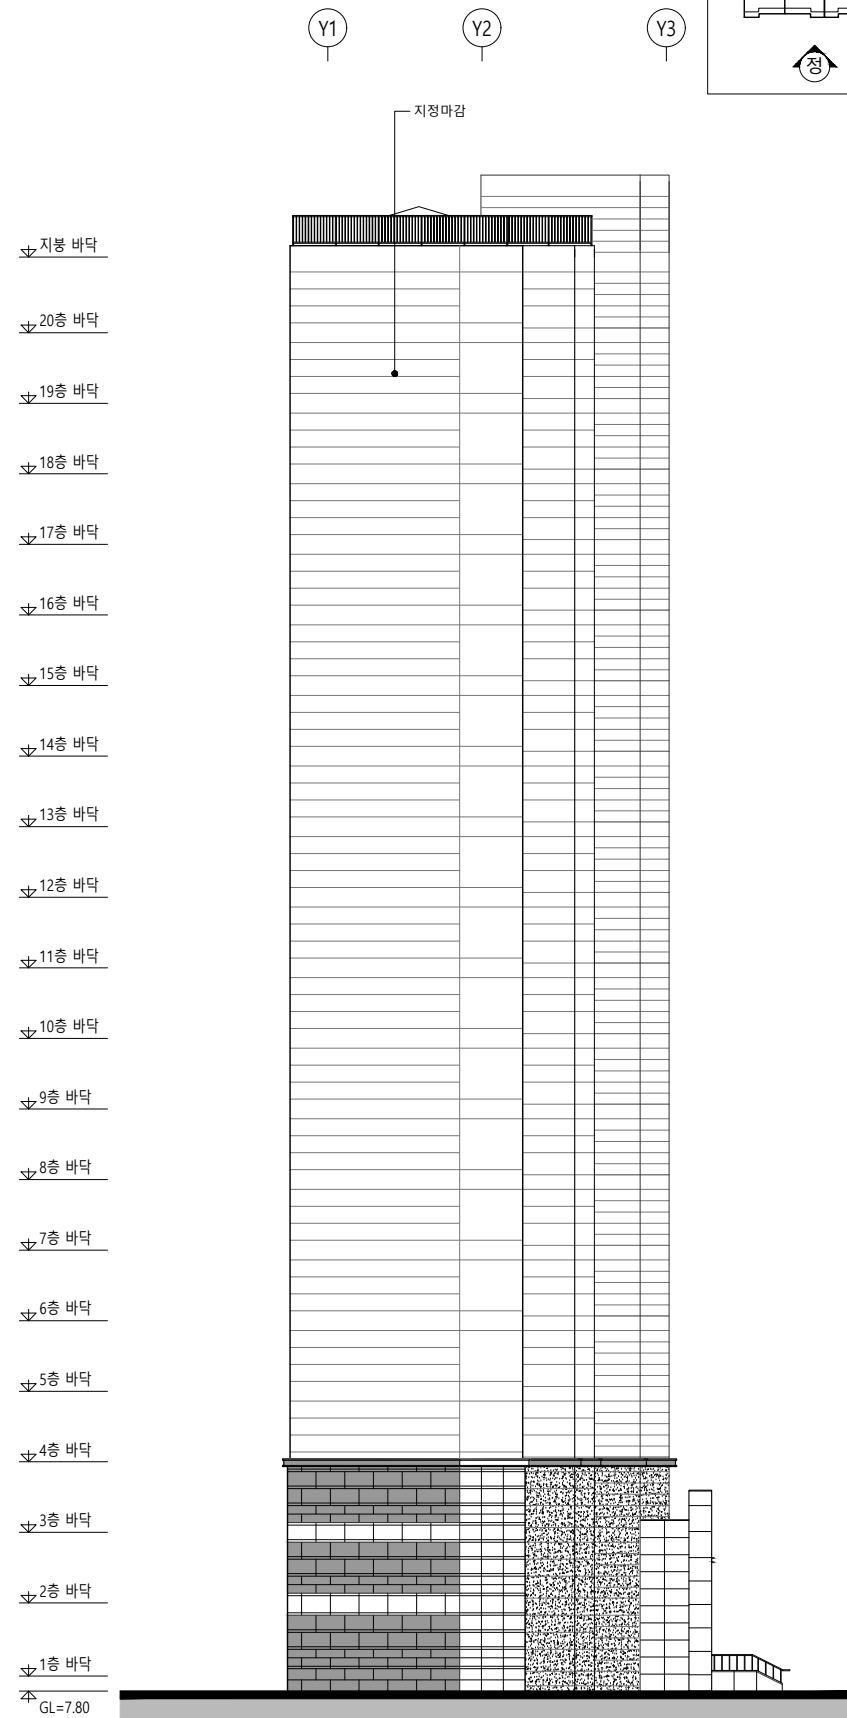 Y1
Y2
Y3
정
지정마감
지붕 바닥
20층 바닥
19층 바닥
18층 바닥
17층 바닥
16층 바닥
15층 바닥
14층 바닥
13층 바닥
12층 바닥
11층 바닥
10층 바닥
9층 바닥
8층 바닥
7층 바닥
6층 바닥
5층 바닥
4층 바닥
3층 바닥
2층 바닥
1층 바닥
GL=7.80